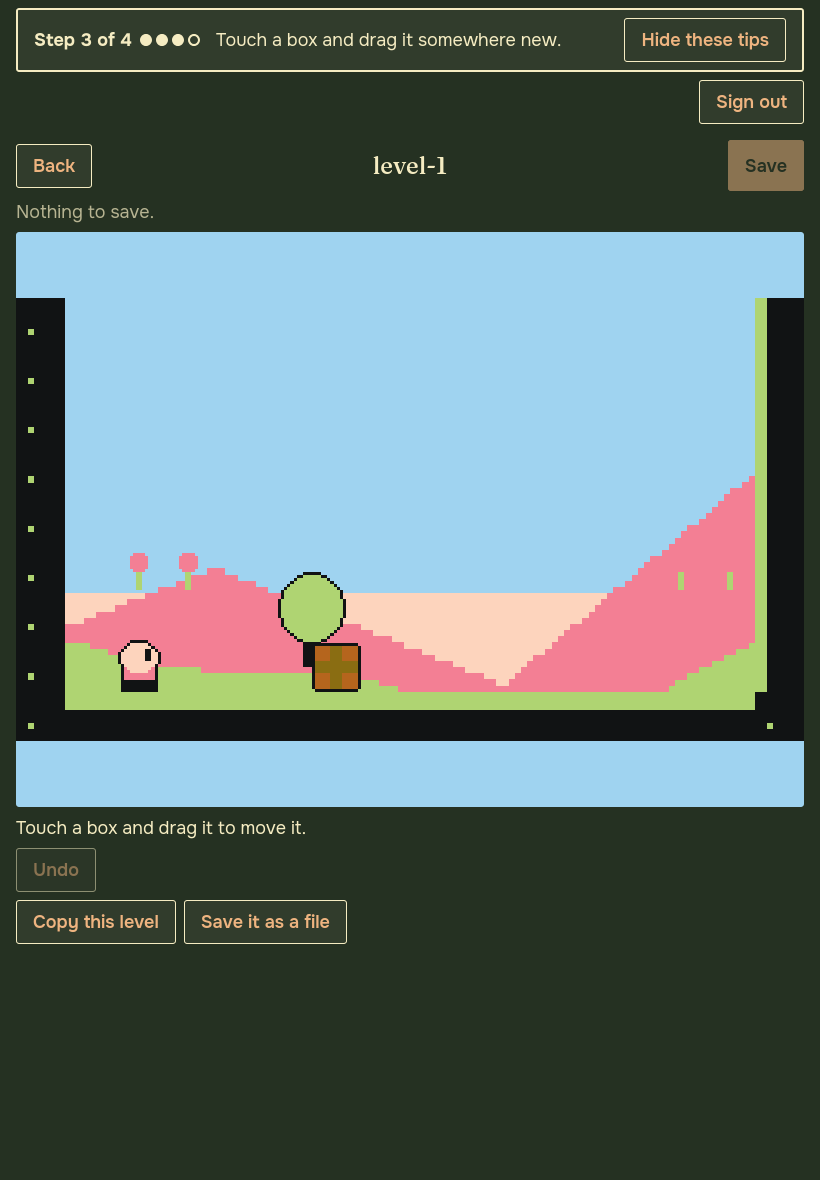 Step 3 of 4 Touch a box and drag it somewhere new. Hide these tips
Sign out
Back level-1 Save
Nothing to save.
Touch a box and drag it to move it.
Undo
Copy this level Save it as a file